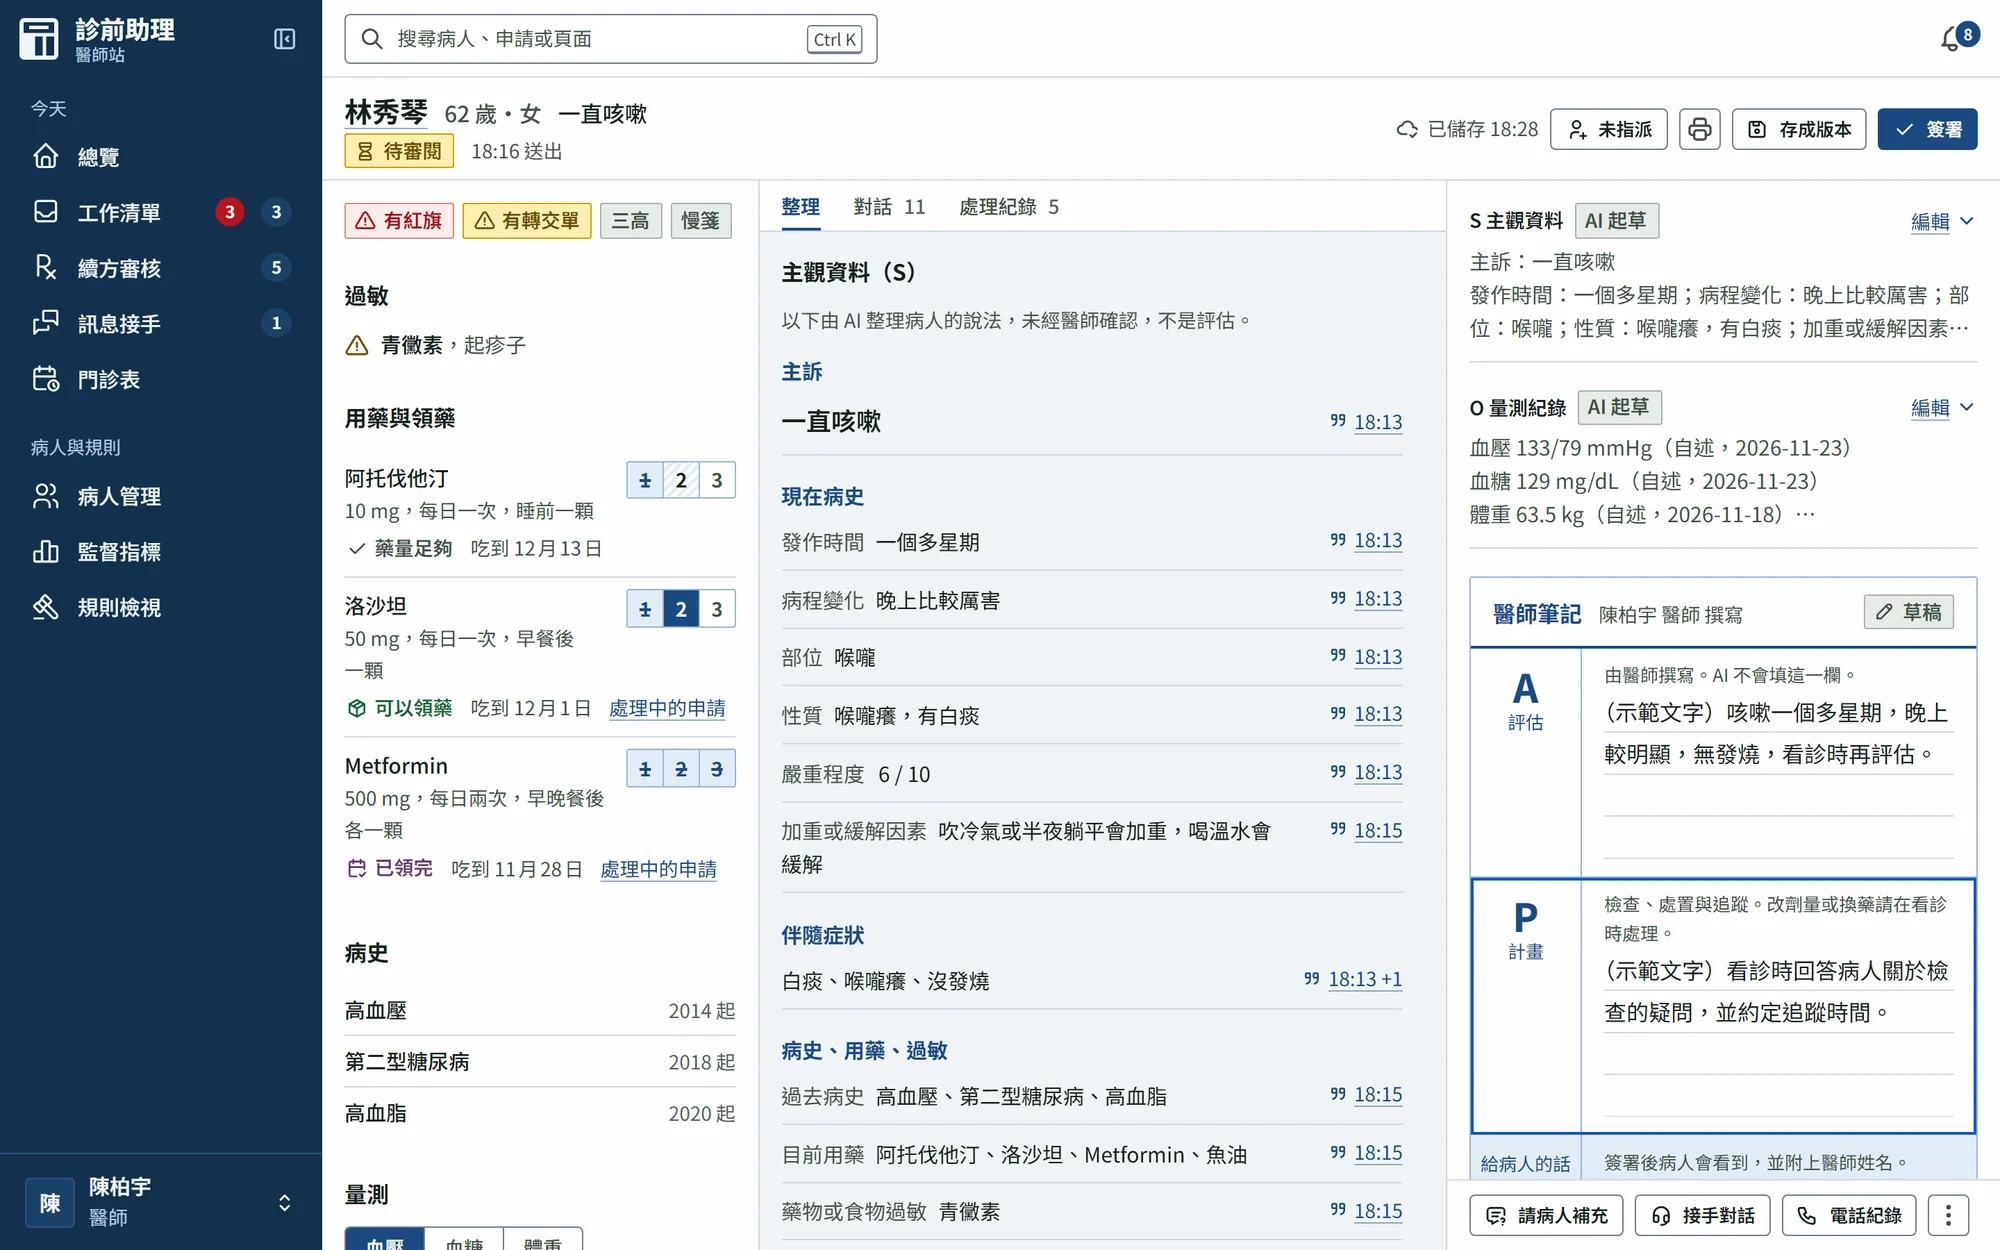 診前助理
醫師站
今天
總覽
工作清單 3 3
續方審核 5
訊息接手 1
門診表
病人與規則
病人管理
監督指標
規則檢視
陳
陳柏宇
醫師
搜尋病人、申請或頁面 Ctrl K
8
林秀琴 62 歲・女 一直咳嗽
待審閱 18:16 送出
已儲存 18:28
未指派
存成版本
簽署
有紅旗 有轉交單 三高 慢箋
過敏
青黴素，起疹子
用藥與領藥
阿托伐他汀 1 2 3
10 mg，每日一次，睡前一顆
藥量足夠 吃到 12 月 13 日
洛沙坦 1 2 3
50 mg，每日一次，早餐後
一顆
可以領藥 吃到 12 月 1 日 處理中的申請
Metformin 1 2 3
500 mg，每日兩次，早晚餐後
各一顆
已領完 吃到 11 月 28 日 處理中的申請
病史
高血壓 2014 起
第二型糖尿病 2018 起
高血脂 2020 起
量測
血壓 血糖 體重
整理 對話 11 處理紀錄 5
主觀資料（S）
以下由 AI 整理病人的說法，未經醫師確認，不是評估。
主訴
一直咳嗽 18:13
現在病史
發作時間 一個多星期 18:13
病程變化 晚上比較厲害 18:13
部位 喉嚨 18:13
性質 喉嚨癢，有白痰 18:13
嚴重程度 6 / 10 18:13
加重或緩解因素 吹冷氣或半夜躺平會加重，喝溫水會 18:15
緩解
伴隨症狀
白痰、喉嚨癢、沒發燒 18:13 +1
病史、用藥、過敏
過去病史 高血壓、第二型糖尿病、高血脂 18:15
目前用藥 阿托伐他汀、洛沙坦、Metformin、魚油 18:15
藥物或食物過敏 青黴素 18:15
S 主觀資料 AI 起草 編輯
主訴：一直咳嗽
發作時間：一個多星期；病程變化：晚上比較厲害；部
位：喉嚨；性質：喉嚨癢，有白痰；加重或緩解因素…
O 量測紀錄 AI 起草 編輯
血壓 133/79 mmHg（自述，2026-11-23）
血糖 129 mg/dL（自述，2026-11-23）
體重 63.5 kg（自述，2026-11-18）…
醫師筆記 陳柏宇 醫師 撰寫 草稿
A
評估
由醫師撰寫。AI 不會填這一欄。
（示範文字）咳嗽一個多星期，晚上
較明顯，無發燒，看診時再評估。
P
計畫
檢查、處置與追蹤。改劑量或換藥請在看診
時處理。
（示範文字）看診時回答病人關於檢
查的疑問，並約定追蹤時間。
給病人的話 簽署後病人會看到，並附上醫師姓名。
請病人補充 接手對話 電話紀錄